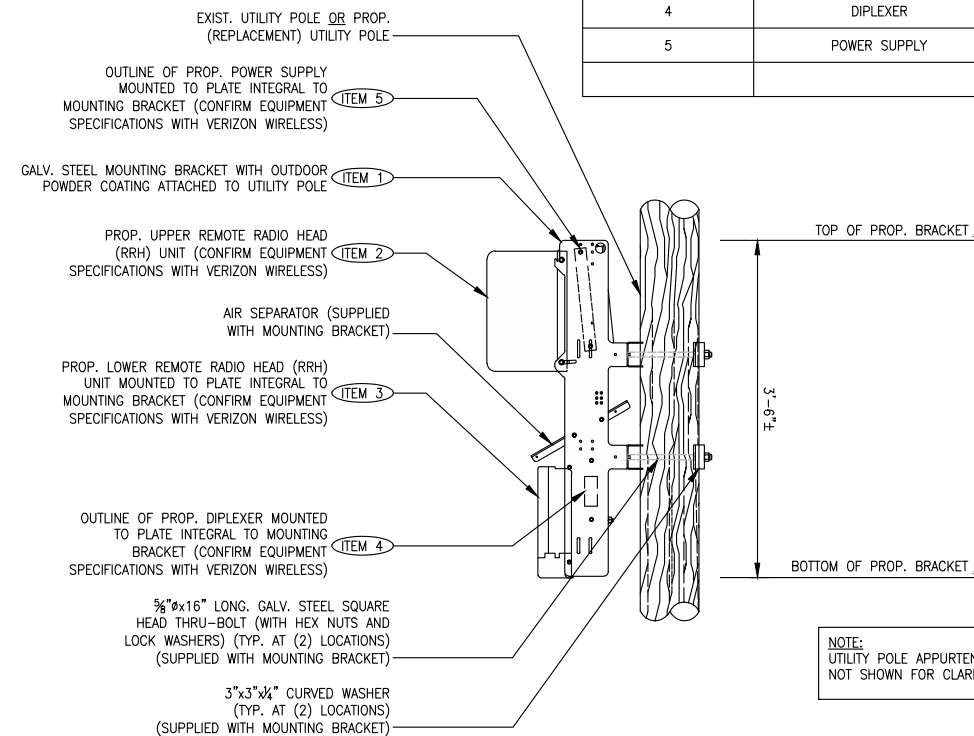 EXIST. UTILITY POLE OR PROP.
(REPLACEMENT) UTILITY POLE
4 DIPLEXER
5 POWER SUPPLY
OUTLINE OF PROP. POWER SUPPLY
MOUNTED TO PLATE INTEGRAL TO
MOUNTING BRACKET (CONFIRM EQUIPMENT
SPECIFICATIONS WITH VERIZON WIRELESS)
ITEM 5
GALV. STEEL MOUNTING BRACKET WITH OUTDOOR
POWDER COATING ATTACHED TO UTILITY POLE
ITEM 1
PROP. UPPER REMOTE RADIO HEAD
(RRH) UNIT (CONFIRM EQUIPMENT
SPECIFICATIONS WITH VERIZON WIRELESS)
ITEM 2
TOP OF PROP. BRACKET
AIR SEPARATOR (SUPPLIED
WITH MOUNTING BRACKET)
PROP. LOWER REMOTE RADIO HEAD (RRH)
UNIT MOUNTED TO PLATE INTEGRAL TO
MOUNTING BRACKET (CONFIRM EQUIPMENT
SPECIFICATIONS WITH VERIZON WIRELESS)
ITEM 3
3'-6"±
OUTLINE OF PROP. DIPLEXER MOUNTED
TO PLATE INTEGRAL TO MOUNTING
BRACKET (CONFIRM EQUIPMENT
SPECIFICATIONS WITH VERIZON WIRELESS)
ITEM 4
BOTTOM OF PROP. BRACKET
⅝"øx16" LONG. GALV. STEEL SQUARE
HEAD THRU-BOLT (WITH HEX NUTS AND
LOCK WASHERS) (TYP. AT (2) LOCATIONS)
(SUPPLIED WITH MOUNTING BRACKET)
3"x3"x¼" CURVED WASHER
(TYP. AT (2) LOCATIONS)
(SUPPLIED WITH MOUNTING BRACKET)
NOTE:
UTILITY POLE APPURTEN
NOT SHOWN FOR CLARI